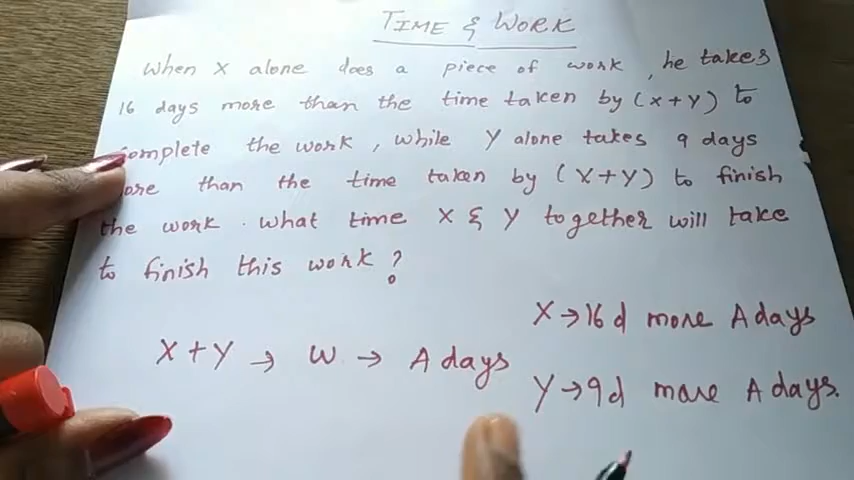 TIME & WORK
When X alone does a piece of work, he takes
16 days more than the time taken by (X+Y) to
complete the work, while Y alone takes 9 days
ore than the time taken by (X+Y) to finish
the work. What time X & Y together will take
to finish this work?
X → 16 d more A days
X + Y → W → A days
Y → 9d more A days.